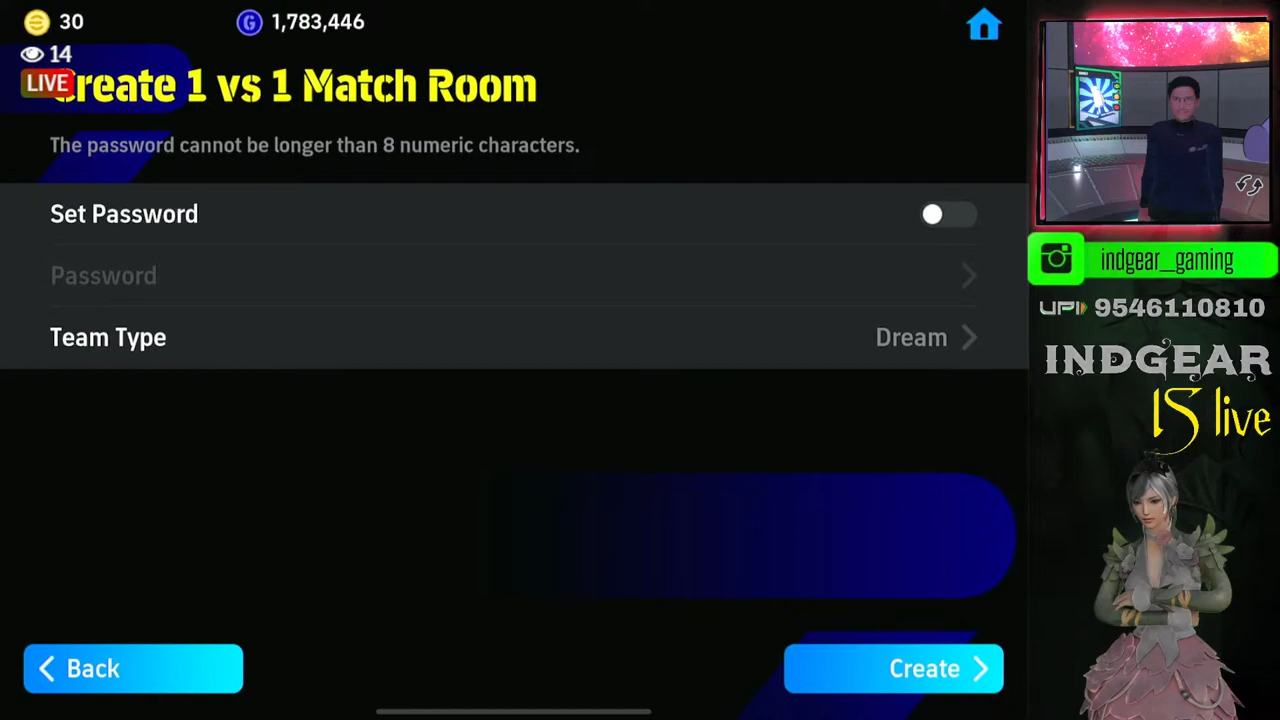 30
1,783,446
14
LIVE
Create 1 vs 1 Match Room
The password cannot be longer than 8 numeric characters.
Set Password
Password
Team Type
Dream
Back
Create
indgear_gaming
UPI 9546110810
INDGEAR
IS live